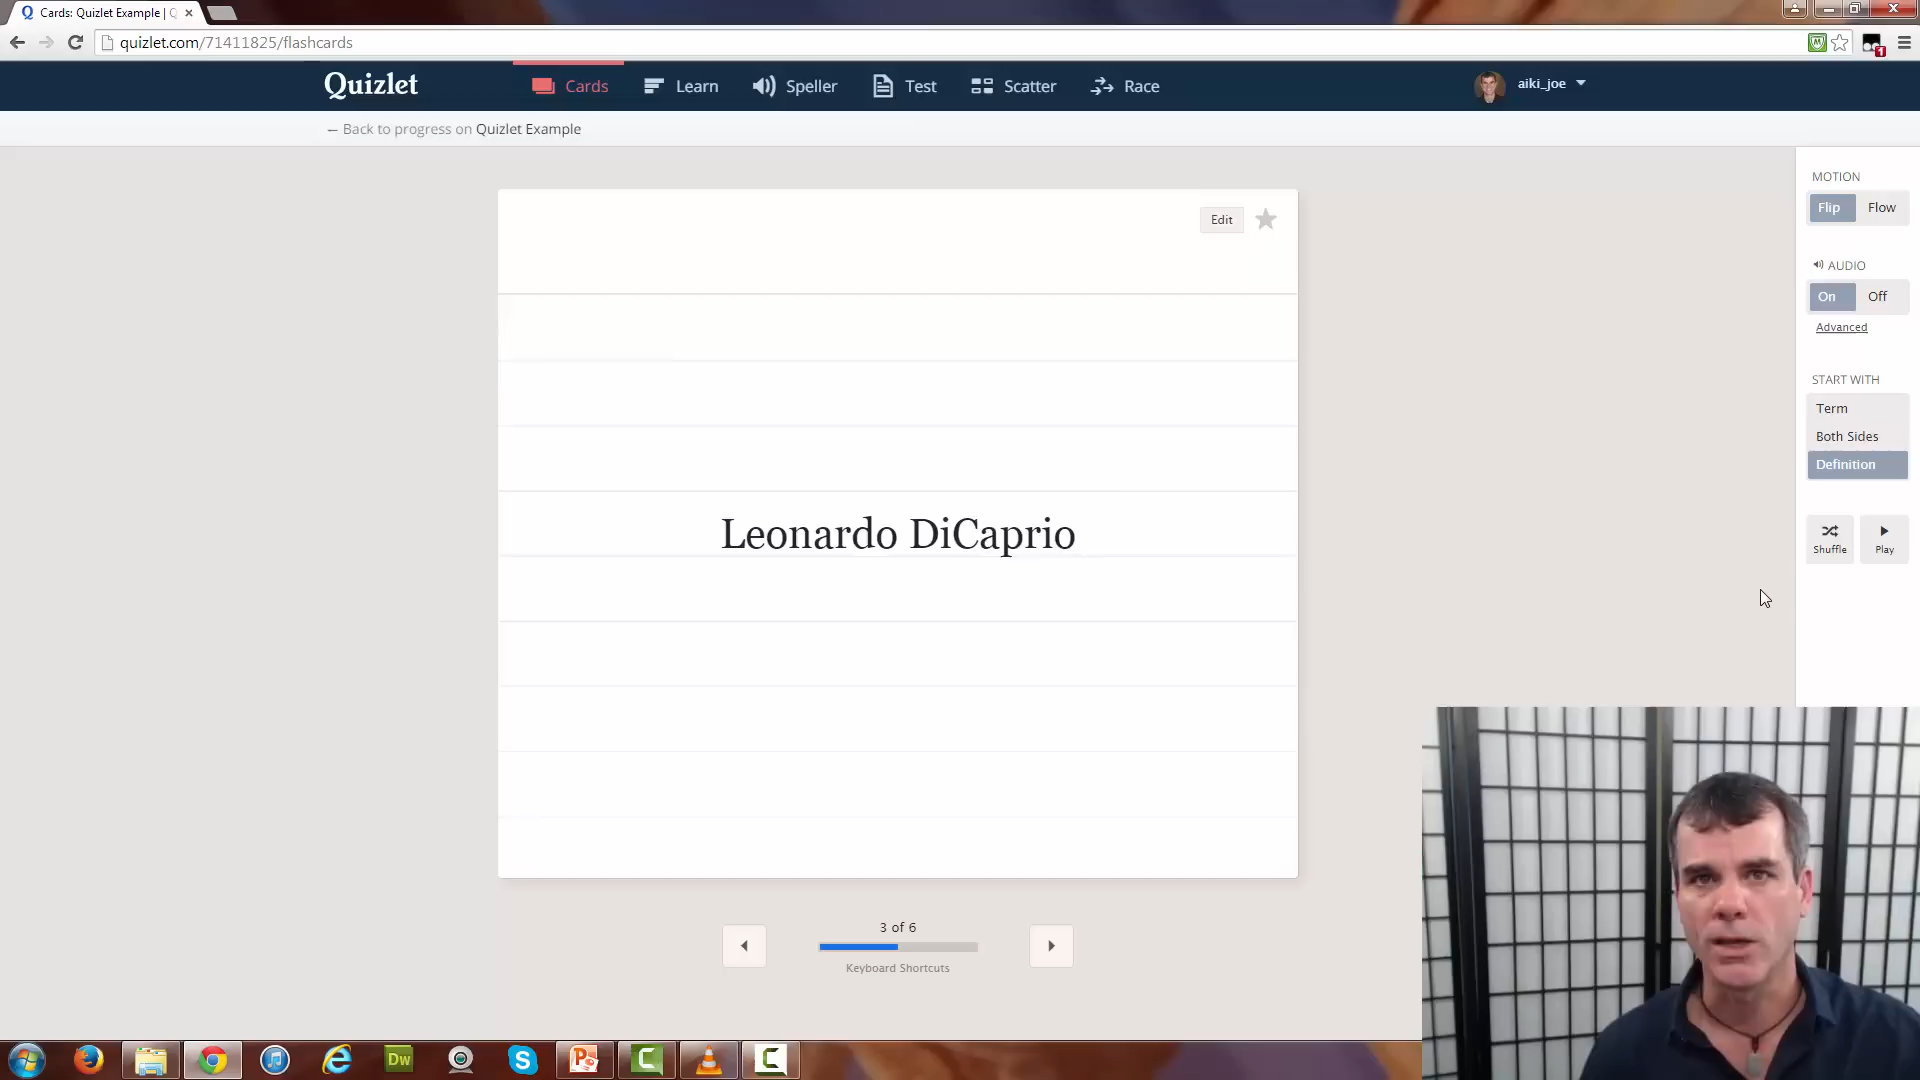 Cards: Quizlet Example | Q
quizlet.com/71411825/flashcards
Quizlet
Cards
Learn
Speller
Test
Scatter
Race
aiki_joe
← Back to progress on Quizlet Example
Edit
MOTION
Flip Flow
AUDIO
On Off
Advanced
START WITH
Term
Both Sides
Definition
Shuffle
Play
Leonardo DiCaprio
3 of 6
Keyboard Shortcuts
Dw